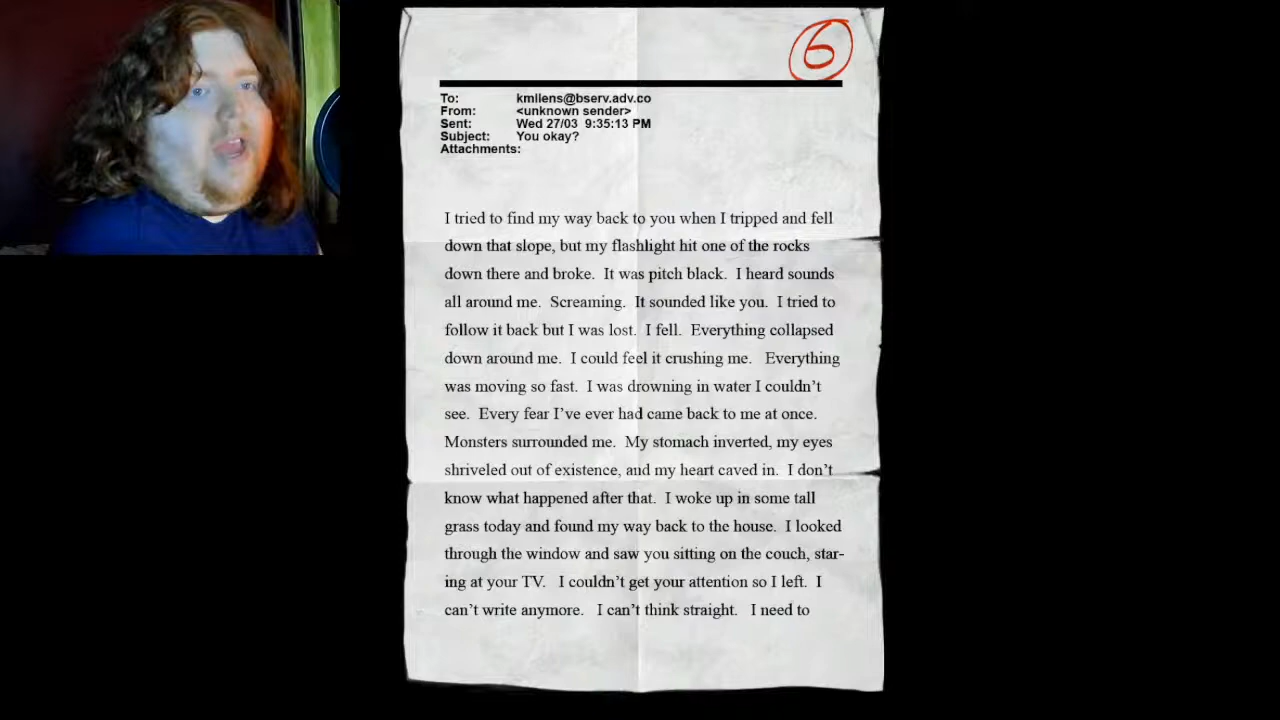 6
To: kmilens@bserv.adv.co
From: <unknown sender>
Sent: Wed 27/03 9:35:13 PM
Subject: You okay?
Attachments:
I tried to find my way back to you when I tripped and fell
down that slope, but my flashlight hit one of the rocks
down there and broke. It was pitch black. I heard sounds
all around me. Screaming. It sounded like you. I tried to
follow it back but I was lost. I fell. Everything collapsed
down around me. I could feel it crushing me. Everything
was moving so fast. I was drowning in water I couldn't
see. Every fear I've ever had came back to me at once.
Monsters surrounded me. My stomach inverted, my eyes
shriveled out of existence, and my heart caved in. I don't
know what happened after that. I woke up in some tall
grass today and found my way back to the house. I looked
through the window and saw you sitting on the couch, star-
ing at your TV. I couldn't get your attention so I left. I
can't write anymore. I can't think straight. I need to